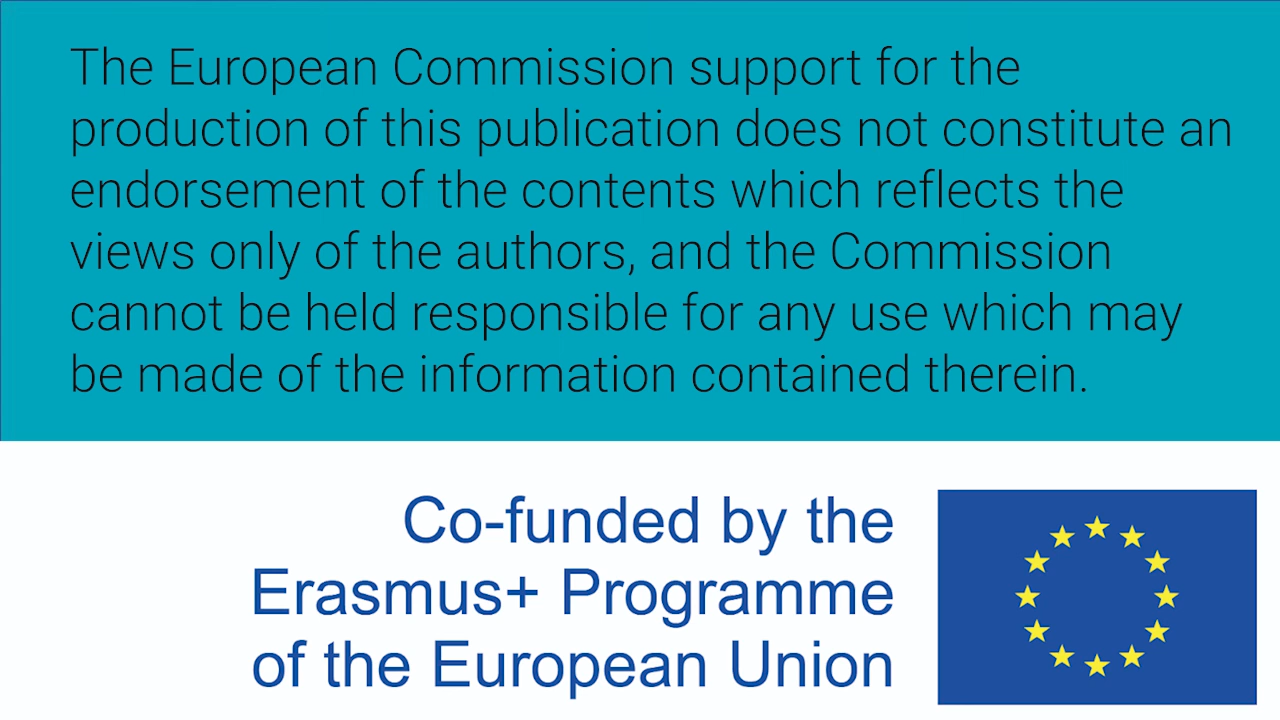 The European Commission support for the
production of this publication does not constitute an
endorsement of the contents which reflects the
views only of the authors, and the Commission
cannot be held responsible for any use which may
be made of the information contained therein.
Co-funded by the
Erasmus+ Programme
of the European Union